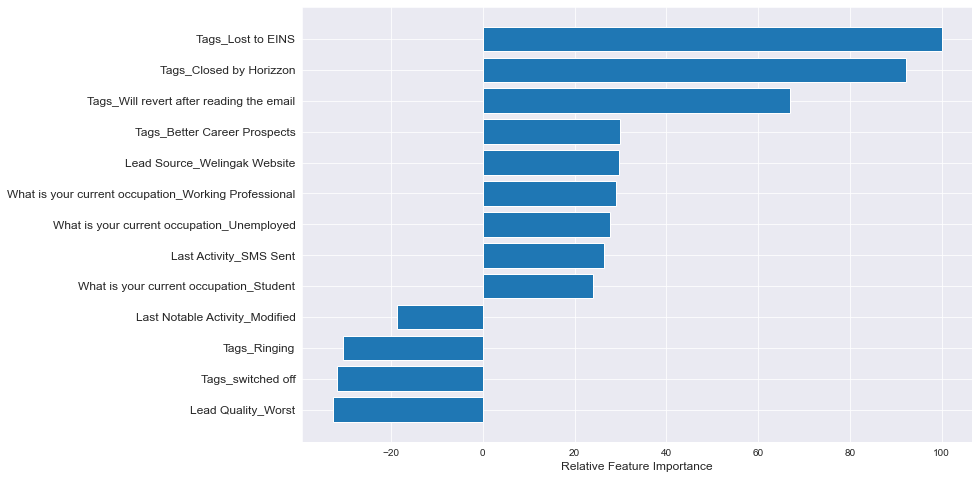 Tags_Lost to EINS
Tags_Closed by Horizzon
Tags_Will revert after reading the email
Tags_Better Career Prospects
Lead Source_Welingak Website
What is your current occupation_Working Professional
What is your current occupation_Unemployed
Last Activity_SMS Sent
What is your current occupation_Student
Last Notable Activity_Modified
Tags_Ringing
Tags_switched off
Lead Quality_Worst
−20 0 20 40 60 80 100
Relative Feature Importance